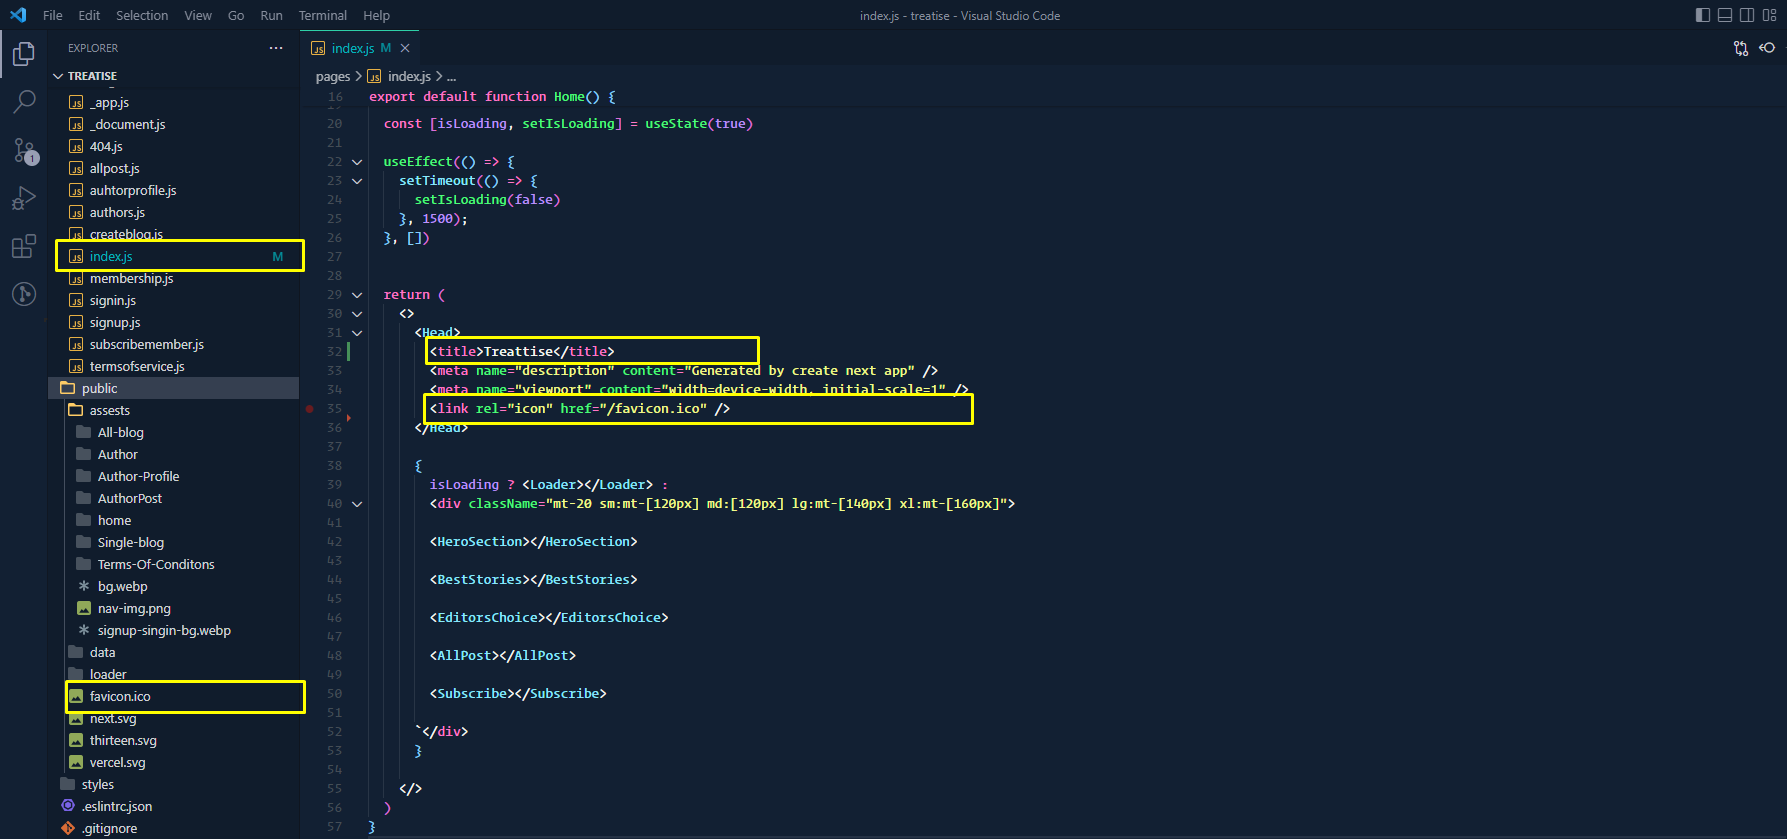 File Edit Selection View Go Run Terminal Help
index.js - treatise - Visual Studio Code
EXPLORER
TREATISE
_app.js
_document.js
404.js
allpost.js
auhtorprofile.js
authors.js
createblog.js
index.js M
membership.js
signin.js
signup.js
subscribemember.js
termsofservice.js
public
assests
All-blog
Author
Author-Profile
AuthorPost
home
Single-blog
Terms-Of-Conditons
bg.webp
nav-img.png
signup-singin-bg.webp
data
loader
favicon.ico
next.svg
thirteen.svg
vercel.svg
styles
.eslintrc.json
.gitignore
1
index.js M
pages > index.js > ...
16 export default function Home() {
20 const [isLoading, setIsLoading] = useState(true)
21
22 useEffect(() => {
23 setTimeout(() => {
24 setIsLoading(false)
25 }, 1500);
26 }, [])
27
28
29 return (
30 <>
31 <Head>
32 <title>Treattise</title>
33 <meta name="description" content="Generated by create next app" />
34 <meta name="viewport" content="width=device-width, initial-scale=1" />
35 <link rel="icon" href="/favicon.ico" />
36 </Head>
37
38 {
39 isLoading ? <Loader></Loader> :
40 <div className="mt-20 sm:mt-[120px] md:[120px] lg:mt-[140px] xl:mt-[160px]">
41
42 <HeroSection></HeroSection>
43
44 <BestStories></BestStories>
45
46 <EditorsChoice></EditorsChoice>
47
48 <AllPost></AllPost>
49
50 <Subscribe></Subscribe>
51
52 `</div>
53 }
54
55 </>
56 )
57 }